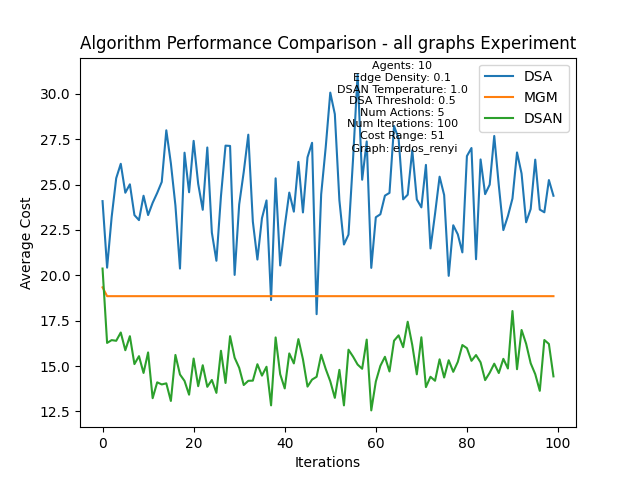 Algorithm Performance Comparison - all graphs Experiment
Agents: 10
Edge Density: 0.1
DSAN Temperature: 1.0
DSA Threshold: 0.5
Num Actions: 5
Num Iterations: 100
Cost Range: 51
Graph: erdos_renyi
DSA
MGM
DSAN
Average Cost
30.0
27.5
25.0
22.5
20.0
17.5
15.0
12.5
0 20 40 60 80 100
Iterations